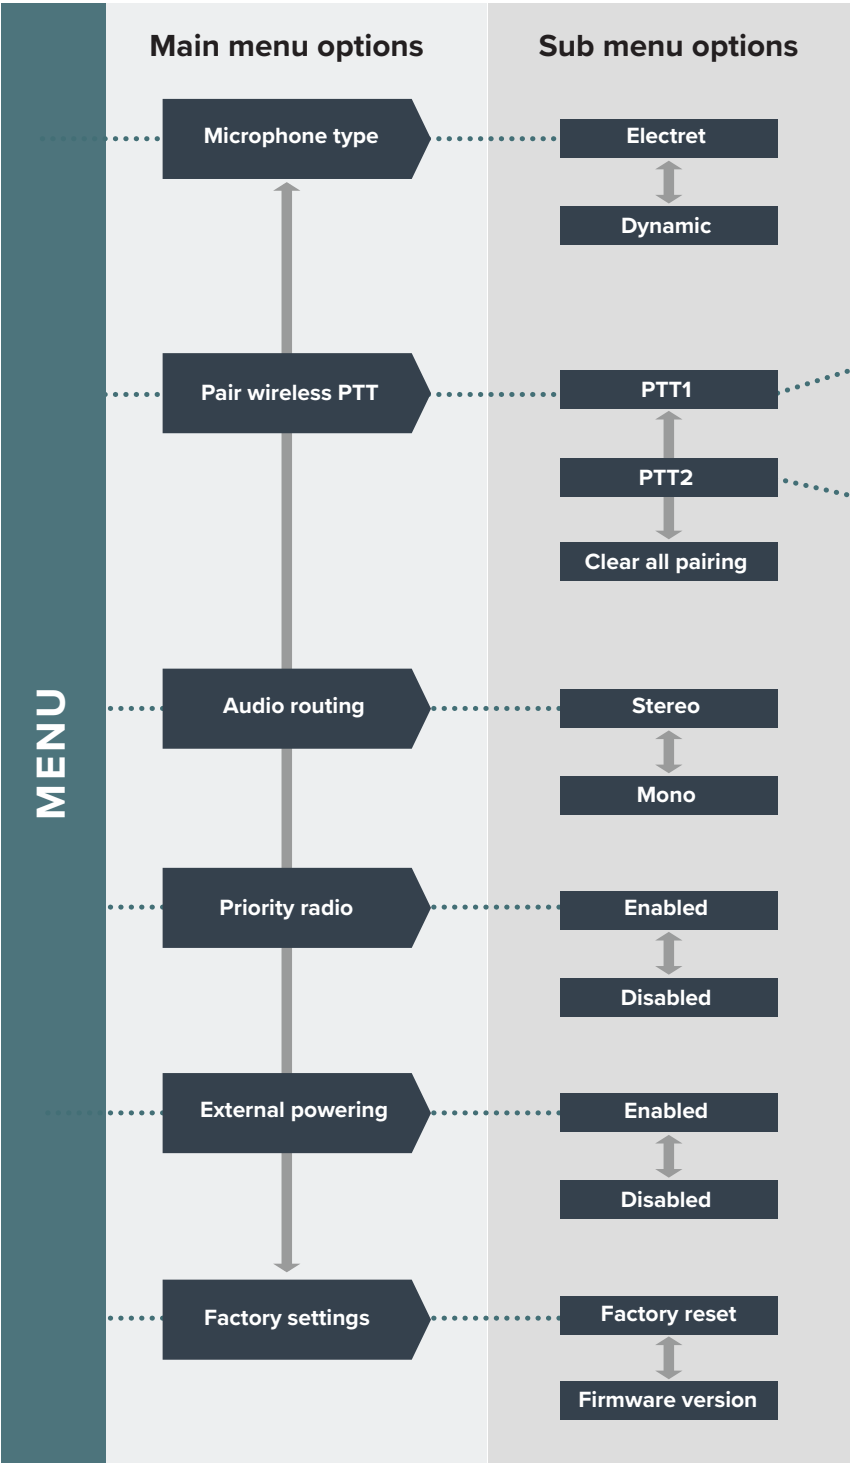 Main menu options
Sub menu options
MENU
Microphone type
Electret
Dynamic
Pair wireless PTT
PTT1
PTT2
Clear all pairing
Audio routing
Stereo
Mono
Priority radio
Enabled
Disabled
External powering
Enabled
Disabled
Factory settings
Factory reset
Firmware version